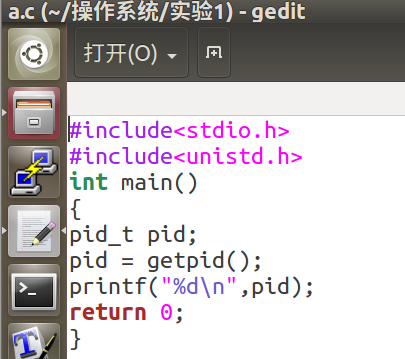 a.c (~/操作系统/实验1) - gedit
打开(O)
#include<stdio.h>
#include<unistd.h>
int main()
{
pid_t pid;
pid = getpid();
printf("%d\n",pid);
return 0;
}